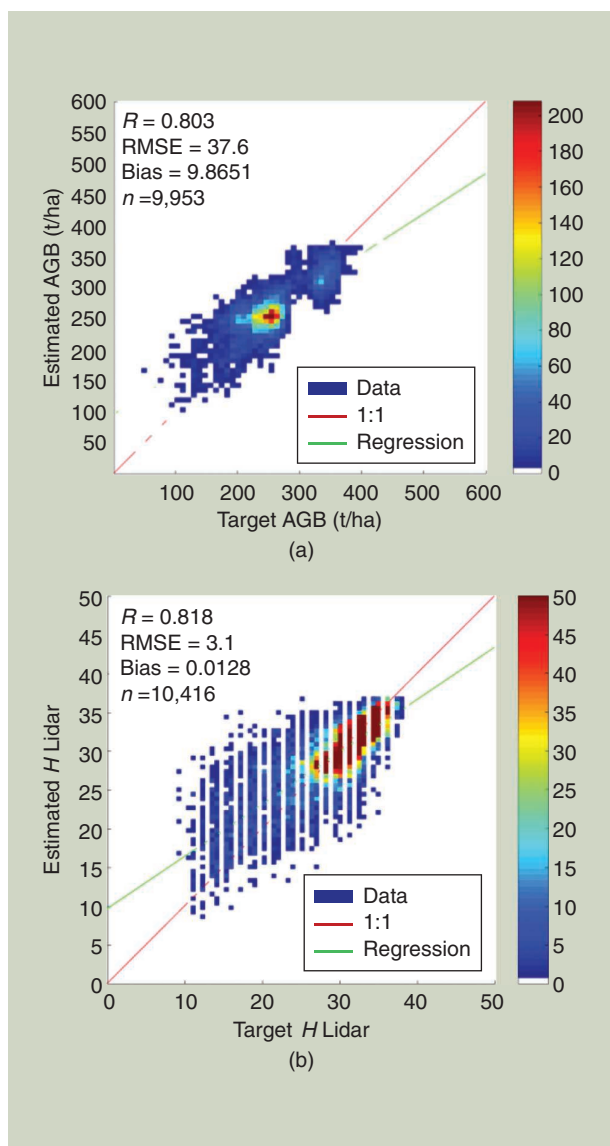 600
550
500
450
400
350
300
250
200
150
100
50
Estimated AGB (t/ha)
R = 0.803
RMSE = 37.6
Bias = 9.8651
n =9,953
Data
1:1
Regression
100 200 300 400 500 600
Target AGB (t/ha)
200
180
160
140
120
100
80
60
40
20
0
(a)
50
45
40
35
30
25
20
15
10
5
0
Estimated H Lidar
R = 0.818
RMSE = 3.1
Bias = 0.0128
n =10,416
Data
1:1
Regression
0 10 20 30 40 50
Target H Lidar
50
45
40
35
30
25
20
15
10
5
0
(b)